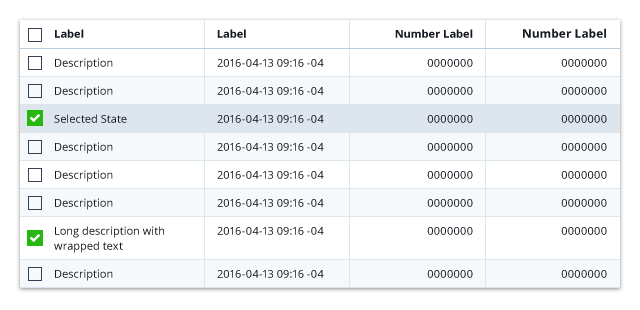 Label Label Number Label Number Label
Description 2016-04-13 09:16 -04 0000000 0000000
Description 2016-04-13 09:16 -04 0000000 0000000
Selected State 2016-04-13 09:16 -04 0000000 0000000
Description 2016-04-13 09:16 -04 0000000 0000000
Description 2016-04-13 09:16 -04 0000000 0000000
Description 2016-04-13 09:16 -04 0000000 0000000
Long description with 2016-04-13 09:16 -04 0000000 0000000
wrapped text
Description 2016-04-13 09:16 -04 0000000 0000000